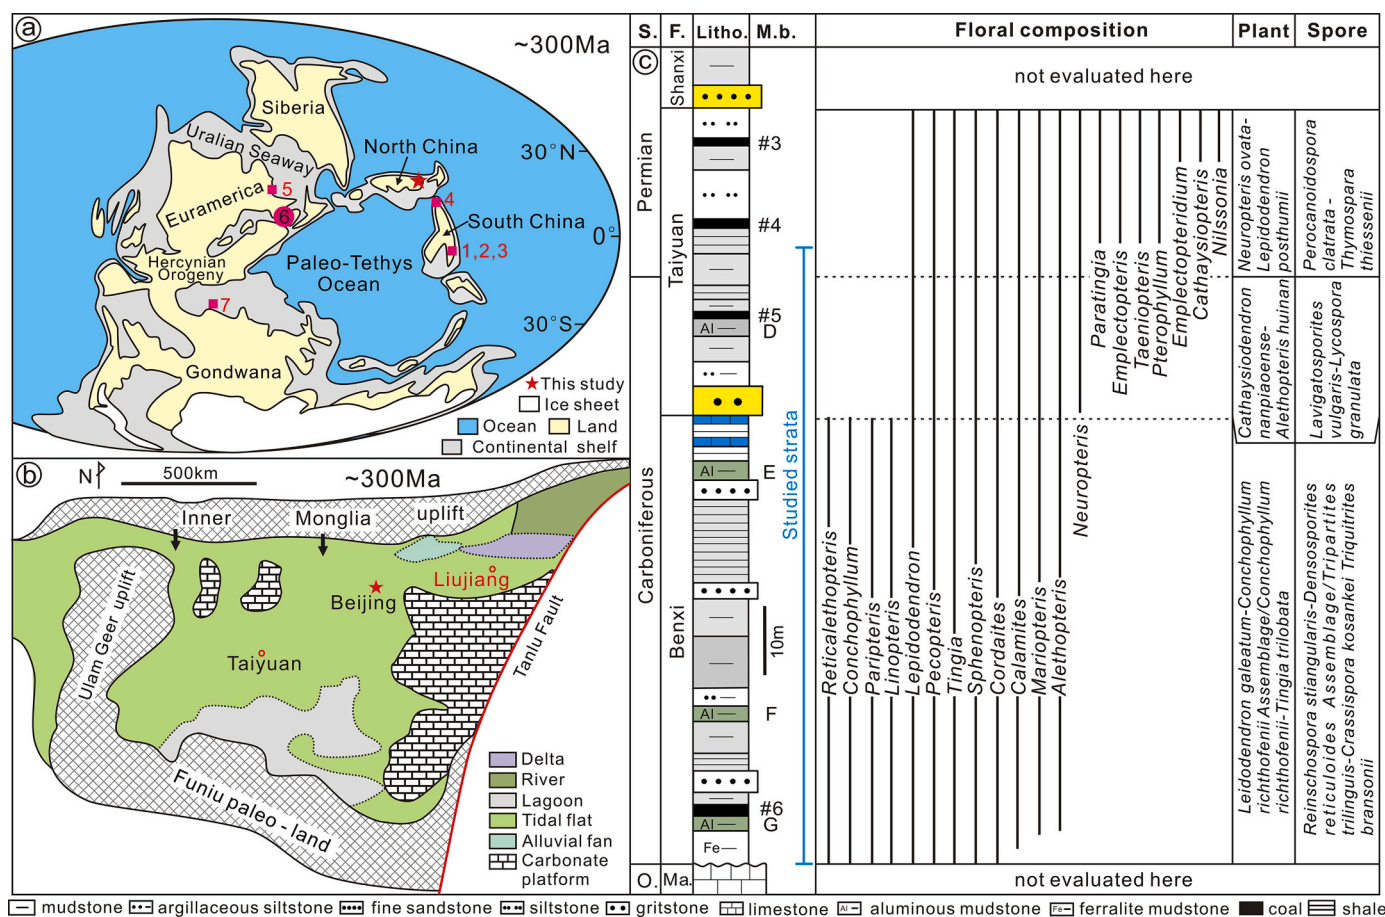 a
~300Ma
Siberia
Uralian Seaway
North China
30°N
Euramerica
5
4
6
South China
0°
1,2,3
Hercynian
Orogeny
Paleo-Tethys
Ocean
7
30°S
Gondwana
This study
Ice sheet
Ocean
Land
Continental shelf
b
N
500km
~300Ma
Inner
Monglia
uplift
Ulam Geer uplift
Liujiang
Beijing
Taiyuan
Tanlu Fault
Funiu paleo-land
Delta
River
Lagoon
Tidal flat
Alluvial fan
Carbonate
platform
S.
F.
Litho.
M.b.
Floral composition
Plant
Spore
c
Shanxi
not evaluated here
Permian
Taiyuan
#3
#4
#5
Al
D
Carboniferous
Benxi
Al
E
10m
Al
F
#6
Al
G
Fe
O.
Ma.
not evaluated here
Studied strata
Reticalethopteris
Conchophyllum
Paripteris
Linopteris
Lepidodendron
Pecopteris
Tingia
Sphenopteris
Cordaites
Calamites
Mariopteris
Alethopteris
Neuropteris
Paratingia
Emplectopteris
Taeniopteris
Pterophyllum
Emplectopteridium
Cathaysiopteris
Nilssonia
Neuropteris ovata-
Lepidodendron
posthumii
Perocanoidospora
clatrata -
Thymospara
thiessenii
Cathaysiodendron
nanpiaoense-
Alethopteris huinan
Lavigatosporites
vulgaris-Lycospora
granulata
Leidodendron galeatum-Conchophyllum
richthofenii Assemblage/Conchophyllum
richthofenii-Tingia trilobata
Reinschospora stiangularis-Densosporites
reticuloides Assemblage/Tripartites
trilinguis-Crassispora kosankei Triquitrites
bransonii
mudstone
argillaceous siltstone
fine sandstone
siltstone
gritstone
limestone
Al
aluminous mudstone
Fe
ferralite mudstone
coal
shale